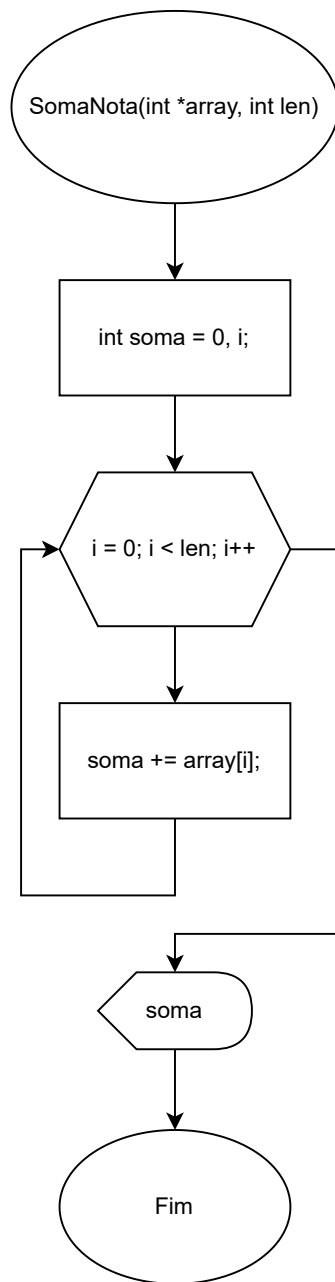 SomaNota(int *array, int len)
int soma = 0, i;
i = 0; i < len; i++
soma += array[i];
soma
Fim